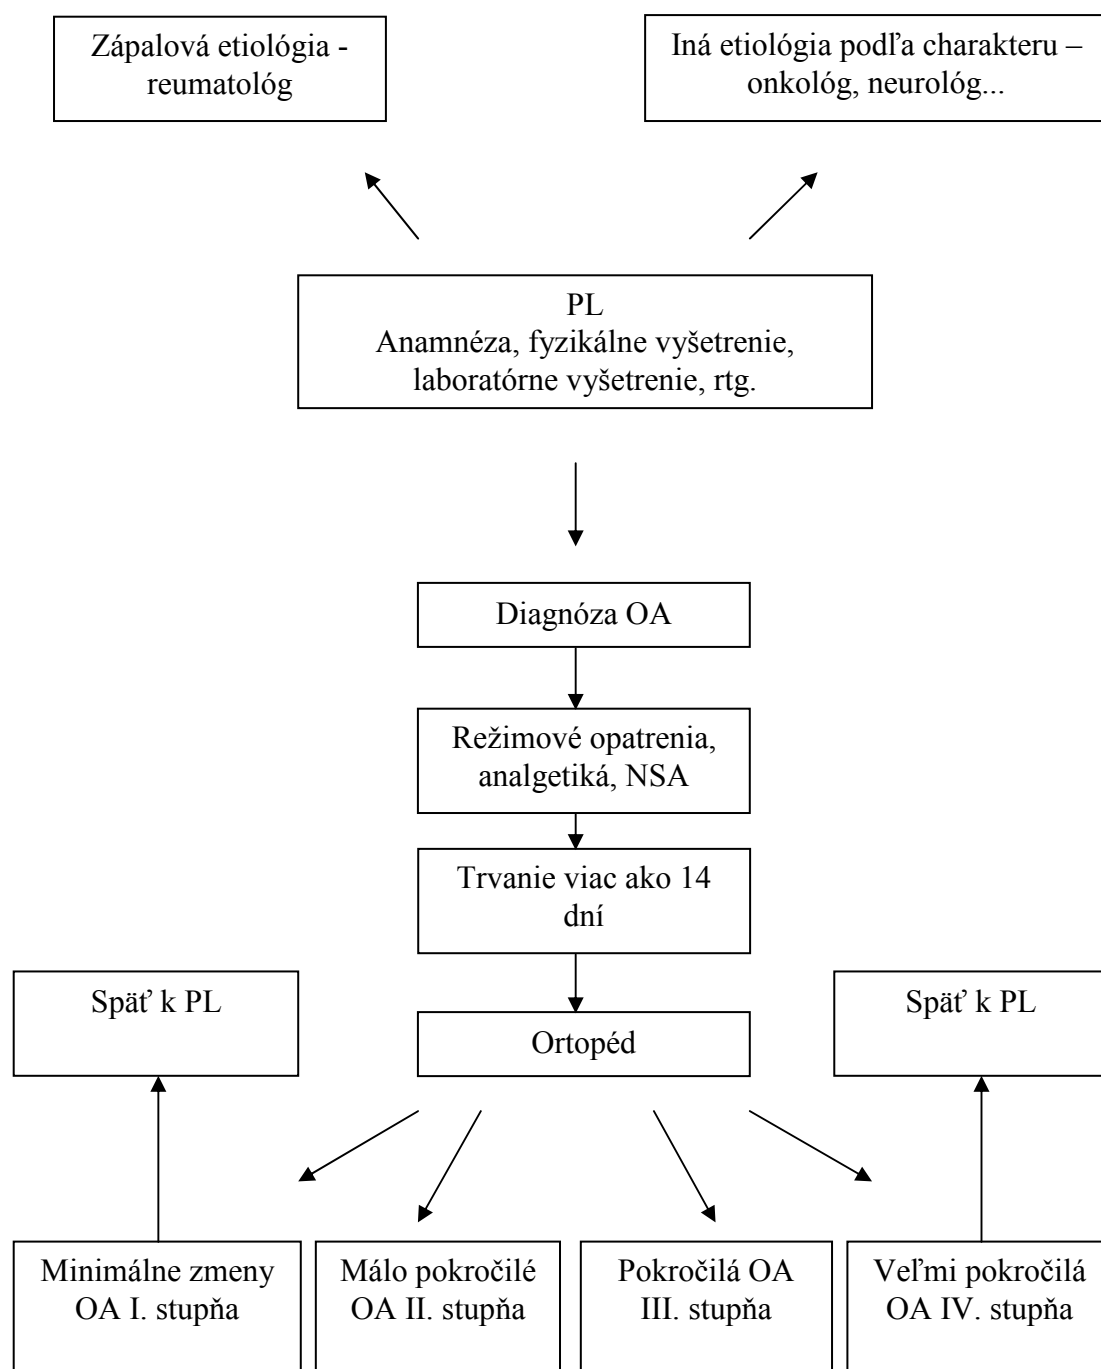 Zápalová etiológia -
reumatológ
Iná etiológia podľa charakteru –
onkológ, neurológ...
PL
Anamnéza, fyzikálne vyšetrenie,
laboratórne vyšetrenie, rtg.
Diagnóza OA
Režimové opatrenia,
analgetiká, NSA
Trvanie viac ako 14
dní
Späť k PL
Ortopéd
Späť k PL
Minimálne zmeny
OA I. stupňa
Málo pokročilé
OA II. stupňa
Pokročilá OA
III. stupňa
Veľmi pokročilá
OA IV. stupňa